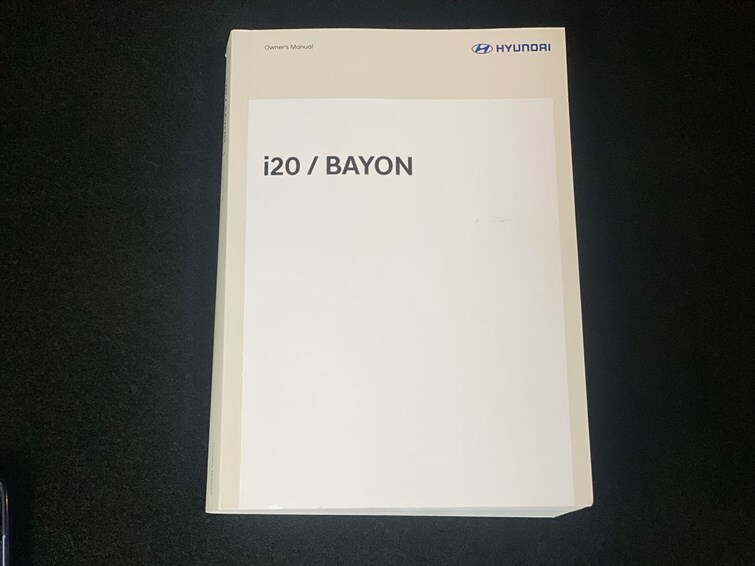 Owner's Manual
HYUNDAI
i20 / BAYON